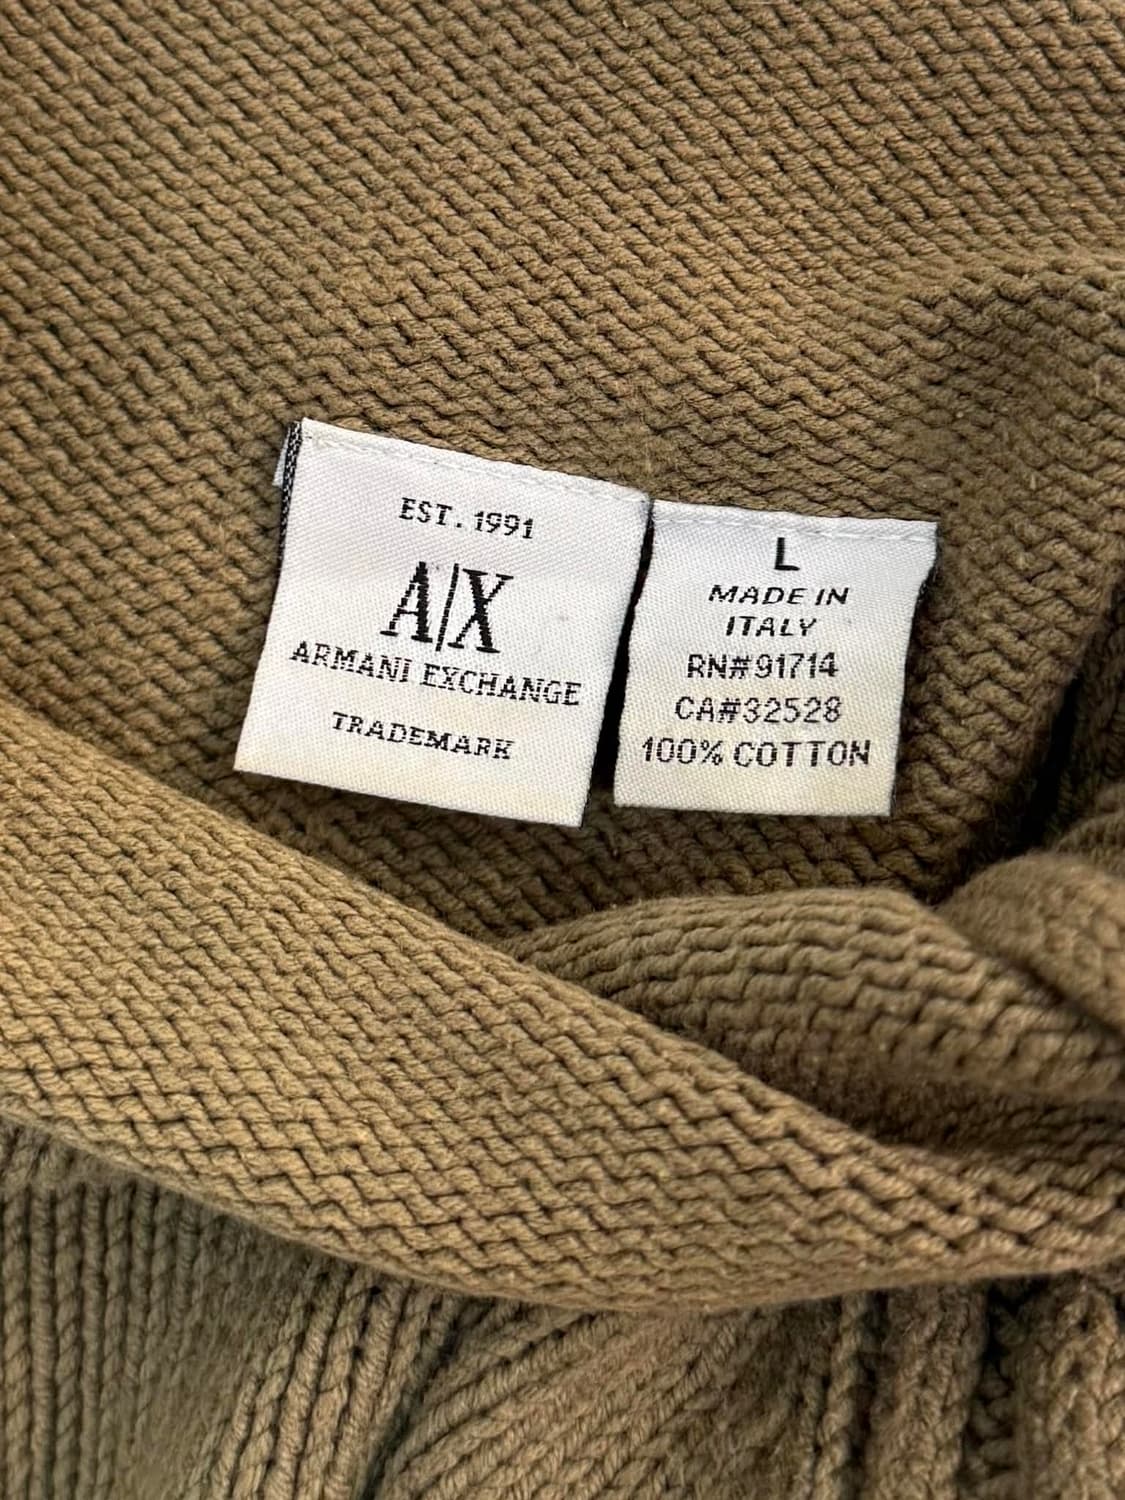 EST. 1991
A|X
ARMANI EXCHANGE
TRADEMARK
L
MADE IN
ITALY
RN#91714
CA#32528
100% COTTON